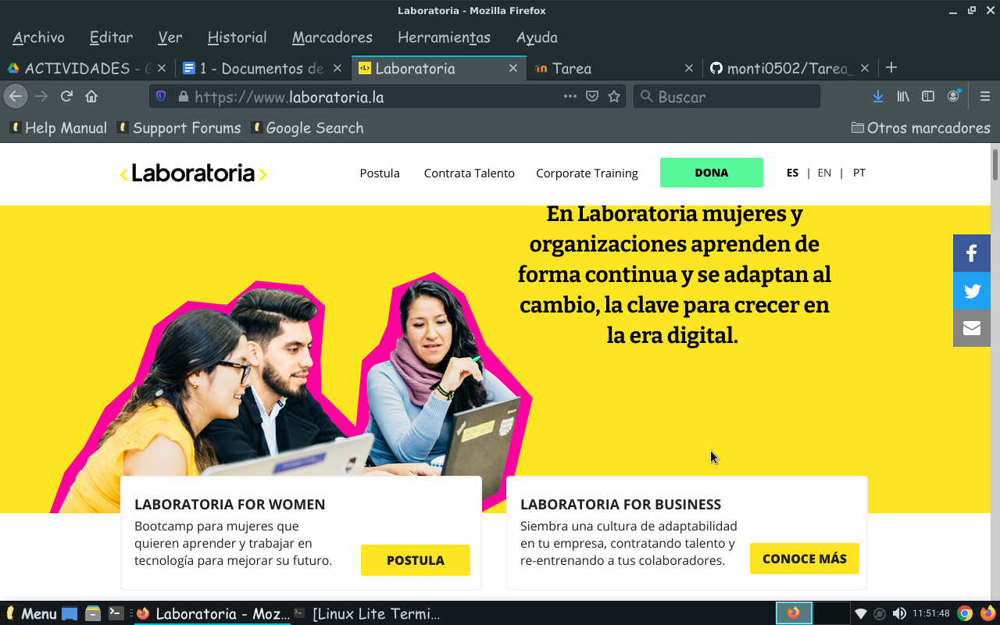 Laboratoria - Mozilla Firefox
Archivo Editar Ver Historial Marcadores Herramientas Ayuda
ACTIVIDADES - G
1 - Documentos de
Laboratoria
Tarea
monti0502/Tarea_
https://www.laboratoria.la
Buscar
Help Manual Support Forums Google Search Otros marcadores
<Laboratoria>
Postula Contrata Talento Corporate Training DONA ES | EN | PT
En Laboratoria mujeres y
organizaciones aprenden de
forma continua y se adaptan al
cambio, la clave para crecer en
la era digital.
LABORATORIA FOR WOMEN
Bootcamp para mujeres que
quieren aprender y trabajar en
tecnología para mejorar su futuro.
POSTULA
LABORATORIA FOR BUSINESS
Siembra una cultura de adaptabilidad
en tu empresa, contratando talento y
re-entrenando a tus colaboradores.
CONOCE MÁS
Menu Laboratoria - Moz... [Linux Lite Termi... 11:51:48